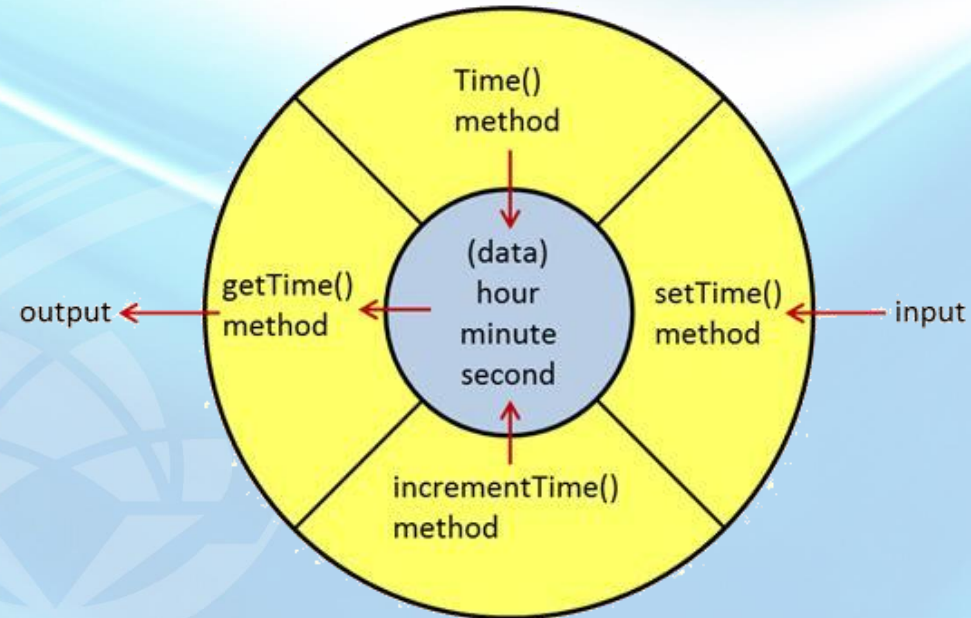 Time()
method
(data)
hour
minute
second
getTime()
method
setTime()
method
output
input
incrementTime()
method